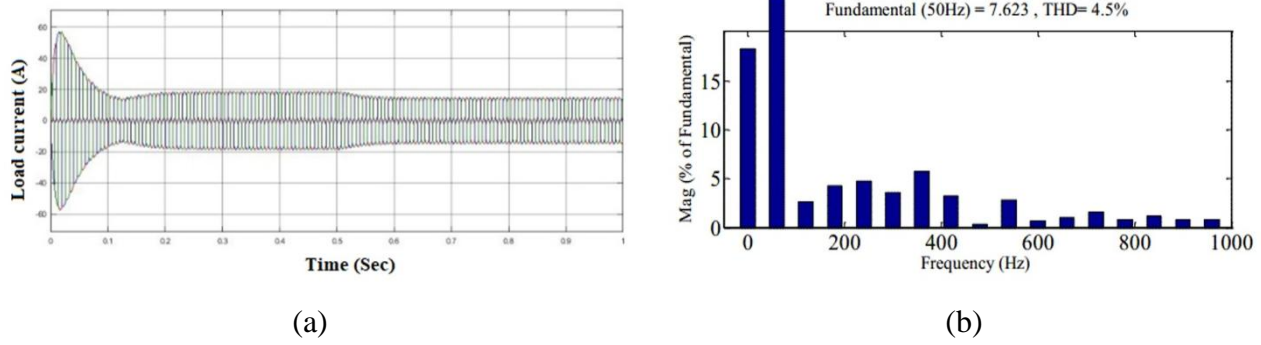 Load current (A)
60
40
20
0
-20
-40
-60
0 0.1 0.2 0.3 0.4 0.5 0.6 0.7 0.8 0.9 1
Time (Sec)
(a)
Fundamental (50Hz) = 7.623 , THD= 4.5%
Mag (% of Fundamental)
15
10
5
0
0 200 400 600 800 1000
Frequency (Hz)
(b)